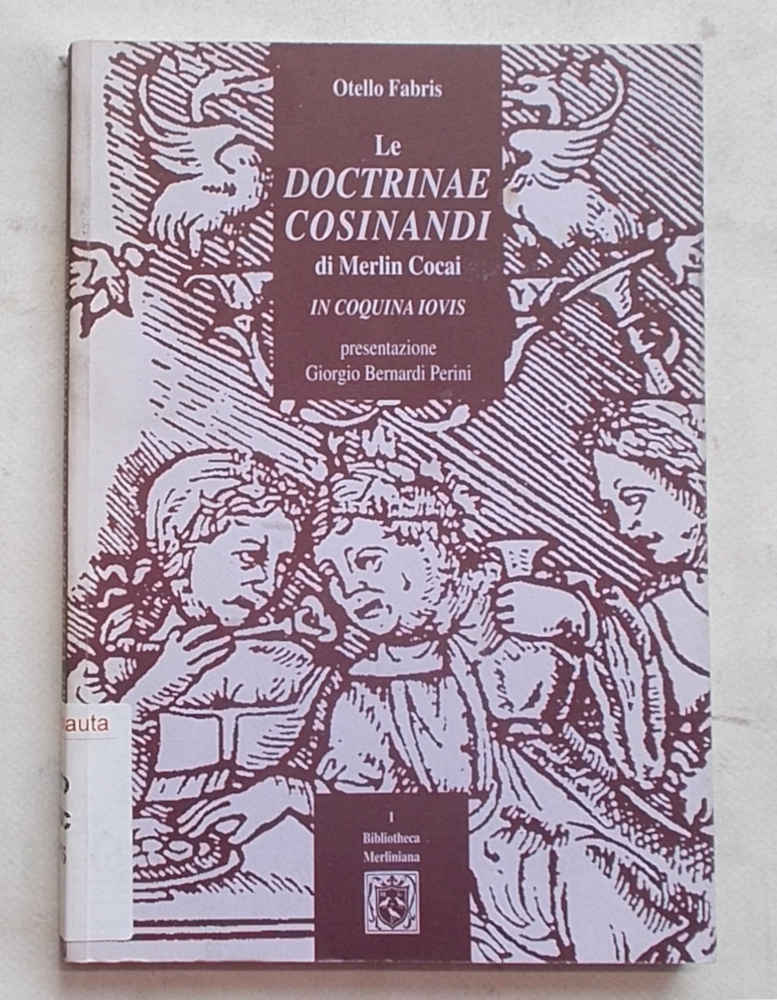 Otello Fabris
Le
DOCTRINAE
COSINANDI
di Merlin Cocai
IN COQUINA IOVIS
presentazione
Giorgio Bernardi Perini
auta
1
Bibliotheca
Merliniana